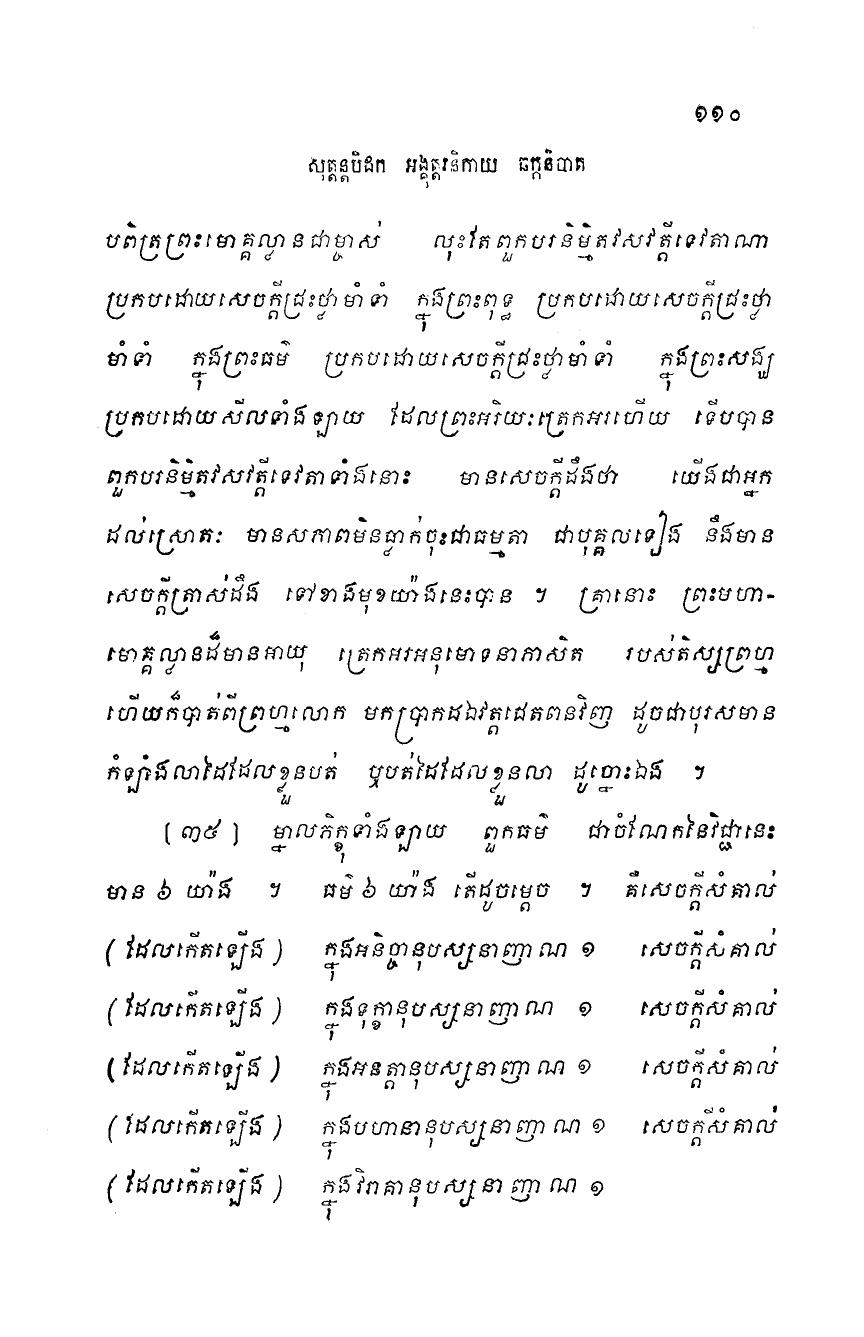 ១១០
សុត្តន្តបិដក អង្គុត្តរនិកាយ ឆក្កនិបាត
បពិត្រព្រះមោគ្គល្លានជាម្ចាស់ លុះតែពួកបរនិម្មិតវសវត្តីទេវតាណា
ប្រកបដោយសេចក្តីជ្រះថ្លាមាំទាំ ក្នុងព្រះពុទ្ធ ប្រកបដោយសេចក្តីជ្រះថ្លា
មាំទាំ ក្នុងព្រះធម៌ ប្រកបដោយសេចក្តីជ្រះថ្លាមាំទាំ ក្នុងព្រះសង្ឃ
ប្រកបដោយសីលទាំងឡាយ ដែលព្រះអរិយៈត្រេកអរហើយ ទើបបាន
ពួកបរនិម្មិតវសវត្តីទេវតាទាំងនោះ មានសេចក្តីដឹងថា យើងជាអ្នក
ដល់ស្រោតៈ មានសភាពមិនធ្លាក់ចុះជាធម្មតា ជាបុគ្គលទៀង នឹងមាន
សេចក្តីត្រាស់ដឹង ទៅខាងមុខយ៉ាងនេះបាន ។ គ្រានោះ ព្រះមហា-
មោគ្គល្លានដ៏មានអាយុ ត្រេកអរអនុមោទនាភាសិត របស់តិស្សព្រហ្ម
ហើយក៏បាត់ពីព្រហ្មលោក មកប្រាកដឯវត្តជេតពនវិញ ដូចជាបុរសមាន
កំឡាំងលាដៃដែលខ្លួនបត់ ឬបត់ដៃដែលខ្លួនលា ដូច្នោះឯង ។
[៣៥] ម្នាលភិក្ខុទាំងឡាយ ពួកធម៌ ជាចំណែកនៃវិជ្ជានេះ
មាន ៦ យ៉ាង ។ ធម៌ ៦ យ៉ាង តើដូចម្តេច ។ គឺសេចក្តីសំគាល់
(ដែលកើតឡើង) ក្នុងអនិច្ចានុបស្សនាញាណ ១ សេចក្តីសំគាល់
(ដែលកើតឡើង) ក្នុងទុក្ខានុបស្សនាញាណ ១ សេចក្តីសំគាល់
(ដែលកើតឡើង) ក្នុងអនត្តានុបស្សនាញាណ ១ សេចក្តីសំគាល់
(ដែលកើតឡើង) ក្នុងបហានានុបស្សនាញាណ ១ សេចក្តីសំគាល់
(ដែលកើតឡើង) ក្នុងវិរាគានុបស្សនាញាណ ១